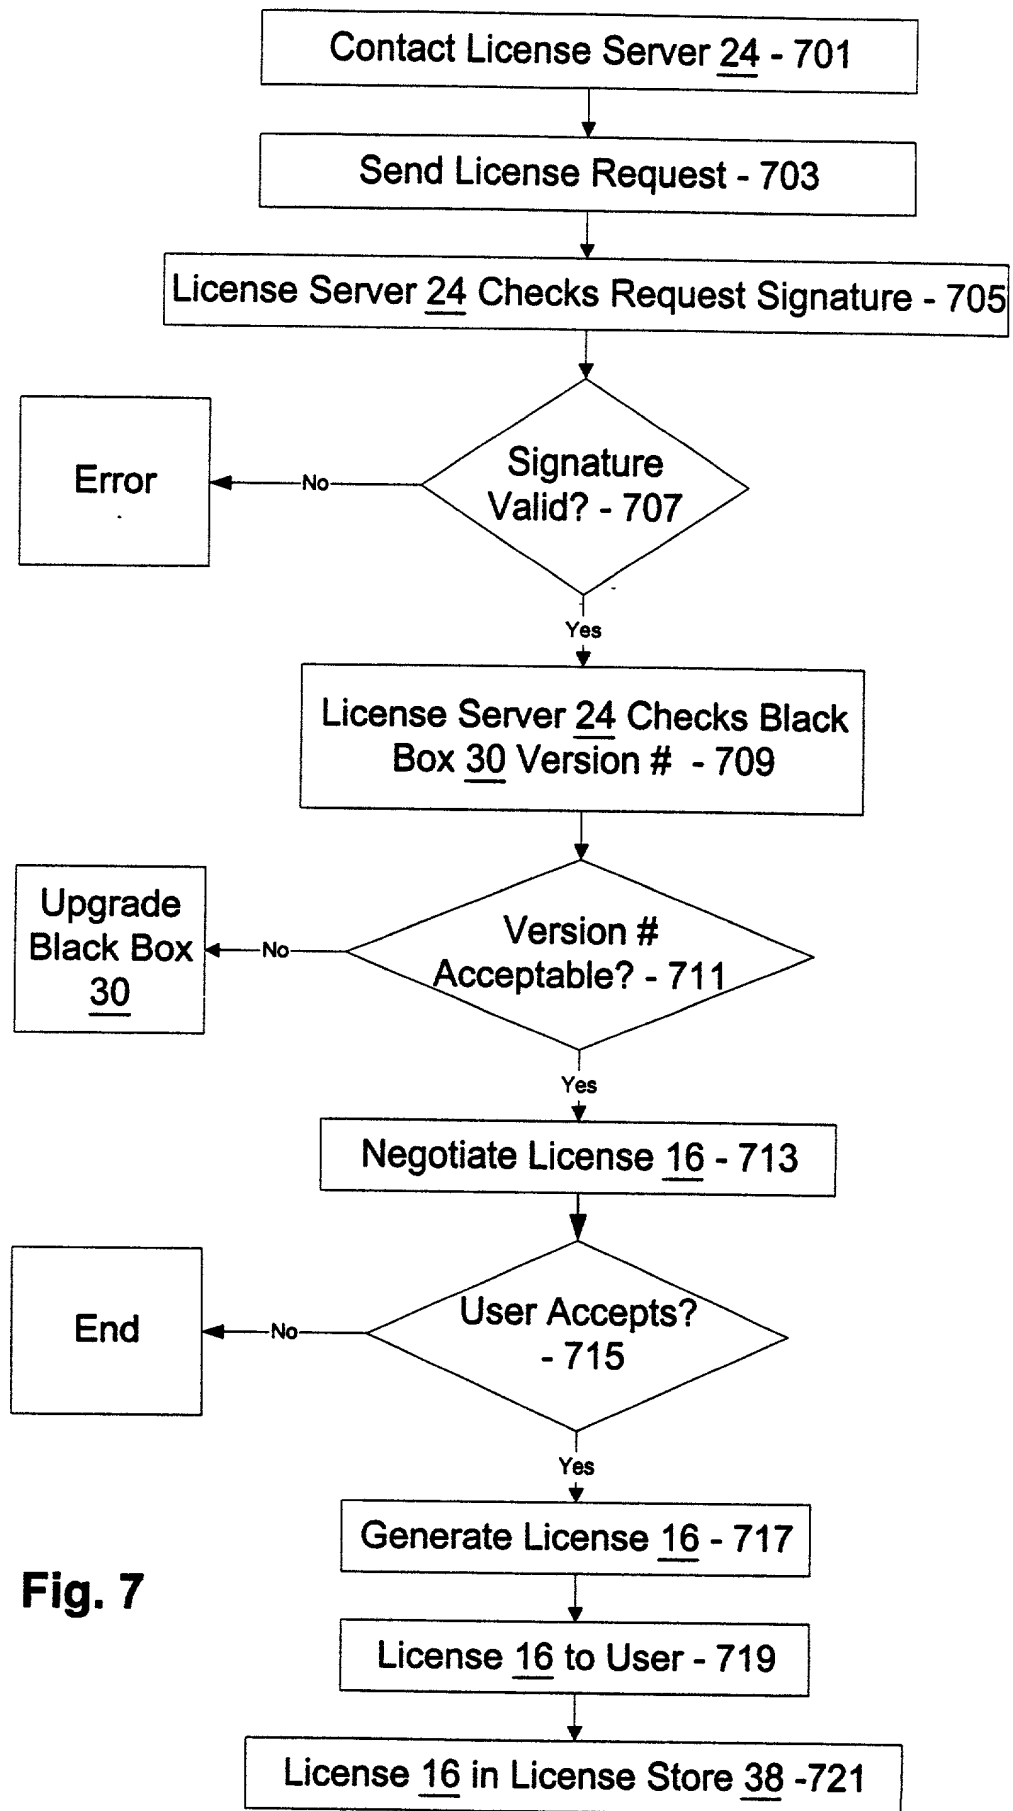 Contact License Server 24 - 701
Send License Request - 703
License Server 24 Checks Request Signature - 705
Signature
Valid? - 707
No
Error
Yes
License Server 24 Checks Black
Box 30 Version # - 709
Version #
Acceptable? - 711
No
Upgrade
Black Box
30
Yes
Negotiate License 16 - 713
User Accepts?
- 715
No
End
Yes
Generate License 16 - 717
Fig. 7
License 16 to User - 719
License 16 in License Store 38 -721